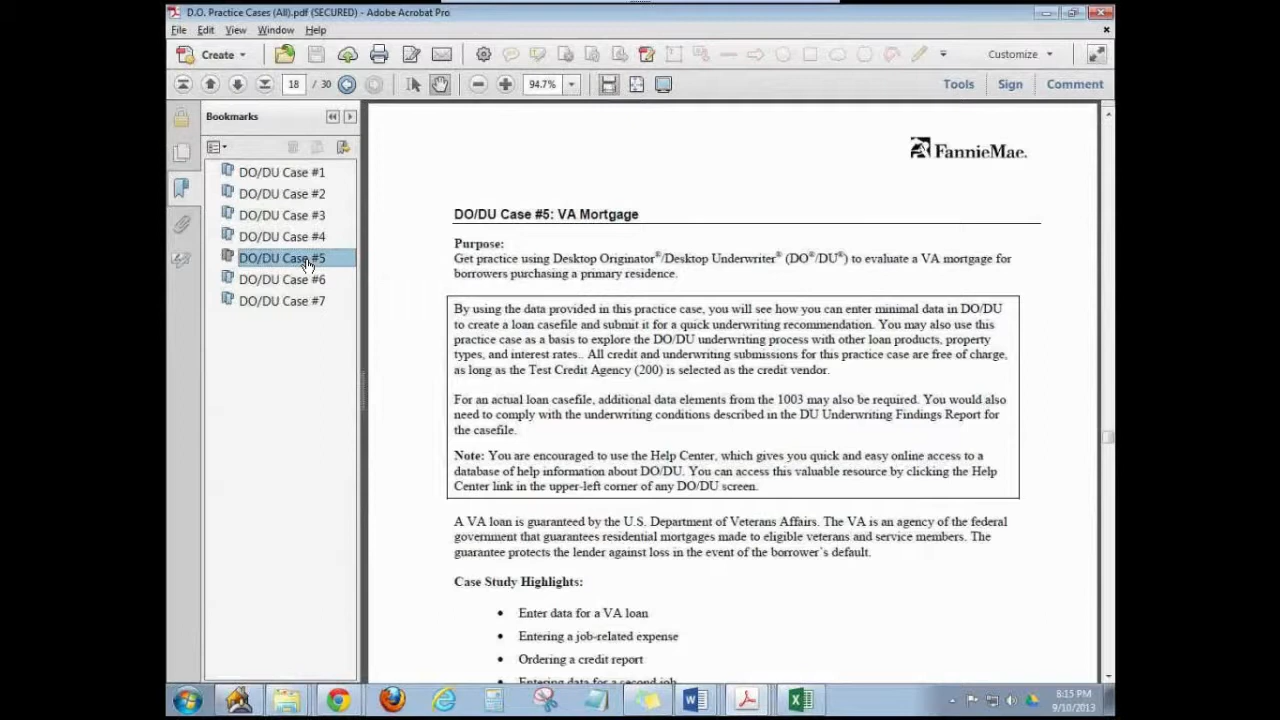 D.O. Practice Cases (All).pdf (SECURED) - Adobe Acrobat Pro
File Edit View Window Help
Create
Customize
18 / 30
94.7%
Tools Sign Comment
Bookmarks
DO/DU Case #1
DO/DU Case #2
DO/DU Case #3
DO/DU Case #4
DO/DU Case #5
DO/DU Case #6
DO/DU Case #7
FannieMae.
DO/DU Case #5: VA Mortgage
Purpose:
Get practice using Desktop Originator®/Desktop Underwriter® (DO®/DU®) to evaluate a VA mortgage for
borrowers purchasing a primary residence.
By using the data provided in this practice case, you will see how you can enter minimal data in DO/DU
to create a loan casefile and submit it for a quick underwriting recommendation. You may also use this
practice case as a basis to explore the DO/DU underwriting process with other loan products, property
types, and interest rates.. All credit and underwriting submissions for this practice case are free of charge,
as long as the Test Credit Agency (200) is selected as the credit vendor.
For an actual loan casefile, additional data elements from the 1003 may also be required. You would also
need to comply with the underwriting conditions described in the DU Underwriting Findings Report for
the casefile.
Note: You are encouraged to use the Help Center, which gives you quick and easy online access to a
database of help information about DO/DU. You can access this valuable resource by clicking the Help
Center link in the upper-left corner of any DO/DU screen.
A VA loan is guaranteed by the U.S. Department of Veterans Affairs. The VA is an agency of the federal
government that guarantees residential mortgages made to eligible veterans and service members. The
guarantee protects the lender against loss in the event of the borrower's default.
Case Study Highlights:
• Enter data for a VA loan
• Entering a job-related expense
• Ordering a credit report
• Entering data for a second job
8:15 PM
9/10/2013